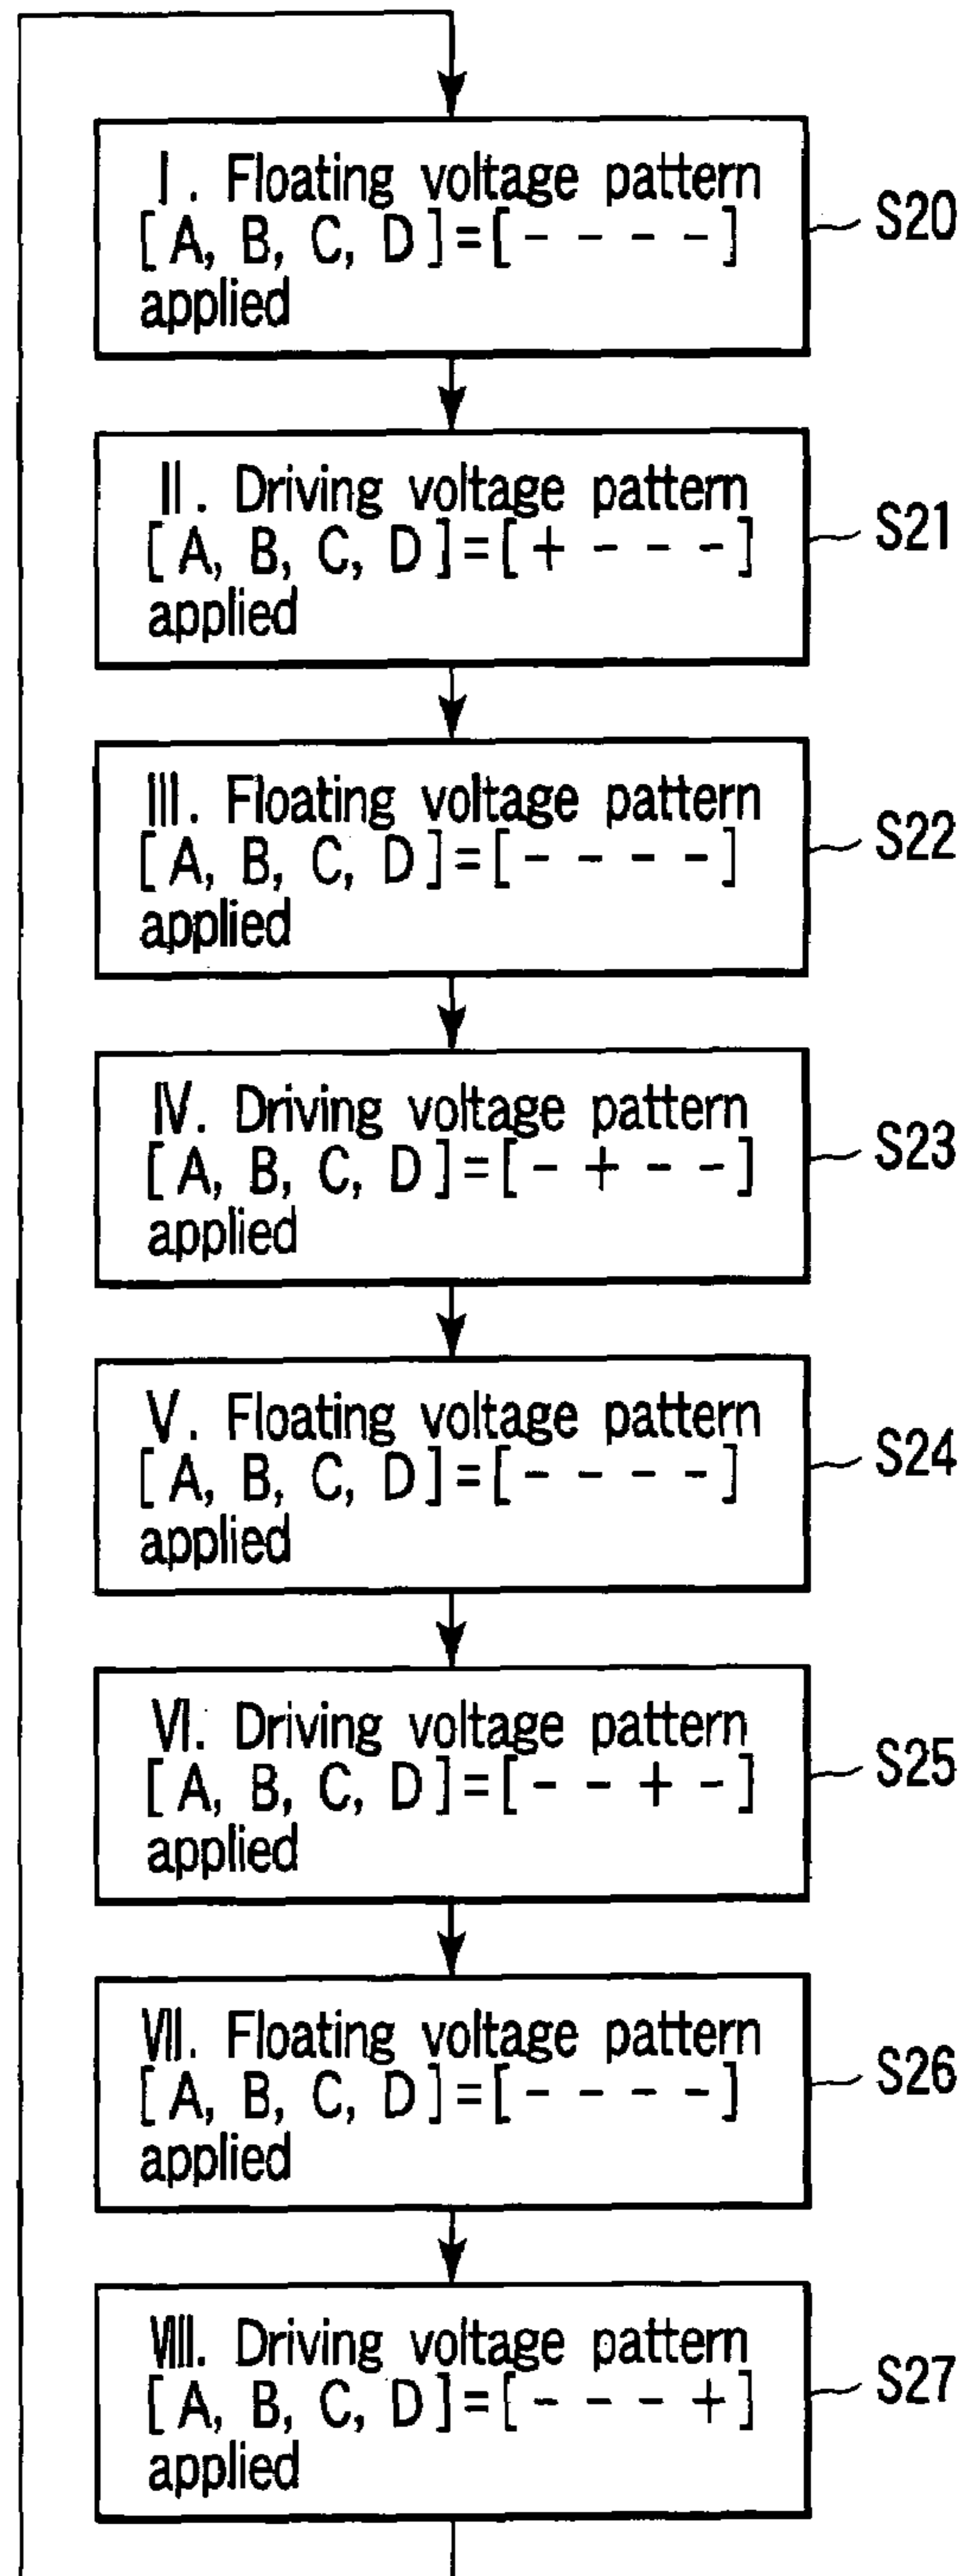 I. Floating voltage pattern
[A, B, C, D]=[- - - -]
applied
S20
II. Driving voltage pattern
[A, B, C, D]=[+ - - -]
applied
S21
III. Floating voltage pattern
[A, B, C, D]=[- - - -]
applied
S22
IV. Driving voltage pattern
[A, B, C, D]=[- + - -]
applied
S23
V. Floating voltage pattern
[A, B, C, D]=[- - - -]
applied
S24
VI. Driving voltage pattern
[A, B, C, D]=[- - + -]
applied
S25
VII. Floating voltage pattern
[A, B, C, D]=[- - - -]
applied
S26
VIII. Driving voltage pattern
[A, B, C, D]=[- - - +]
applied
S27